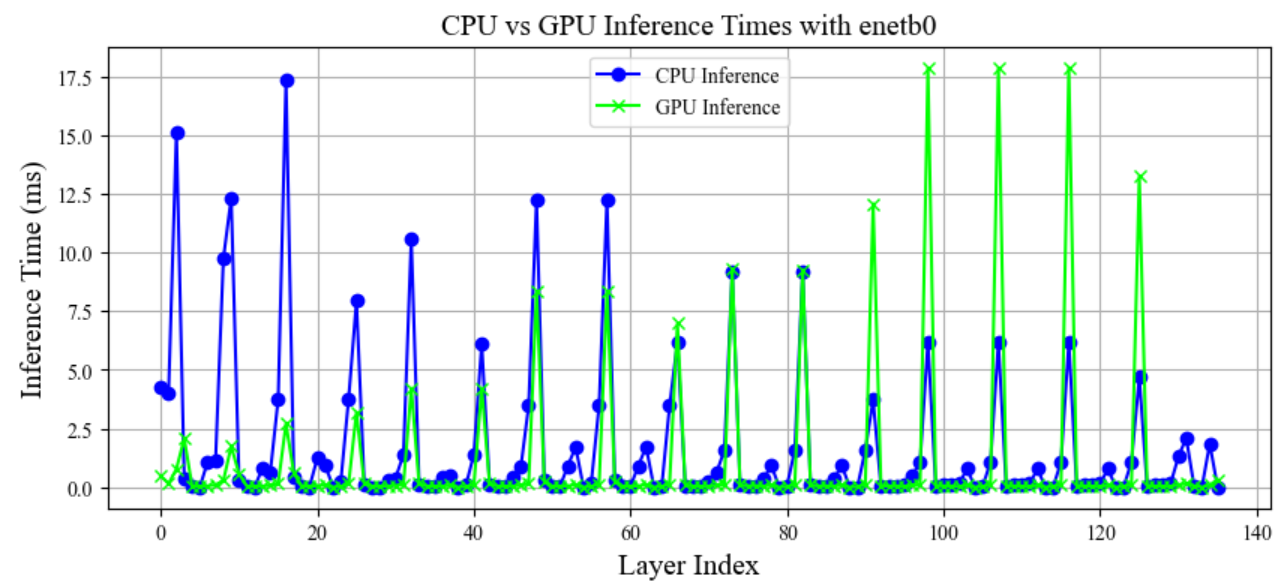 CPU vs GPU Inference Times with enetb0
CPU Inference
GPU Inference
Inference Time (ms)
17.5
15.0
12.5
10.0
7.5
5.0
2.5
0.0
0 20 40 60 80 100 120 140
Layer Index